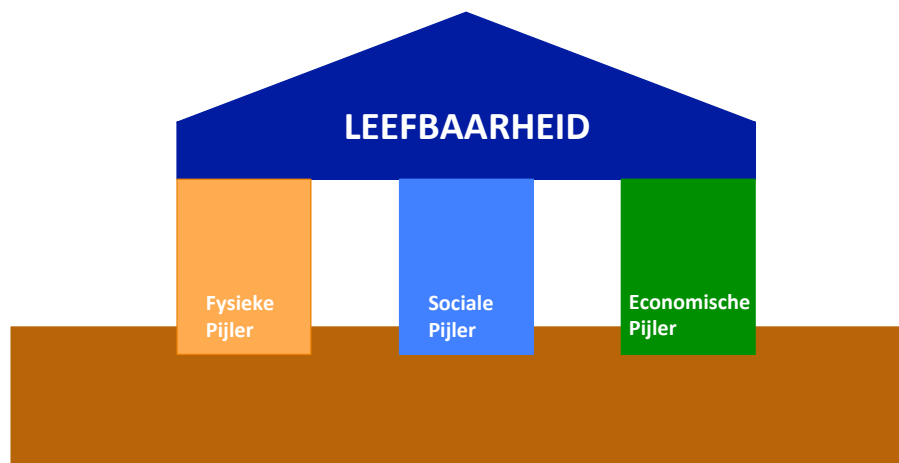 LEEFBAARHEID
Fysieke
Pijler
Sociale
Pijler
Economische
Pijler